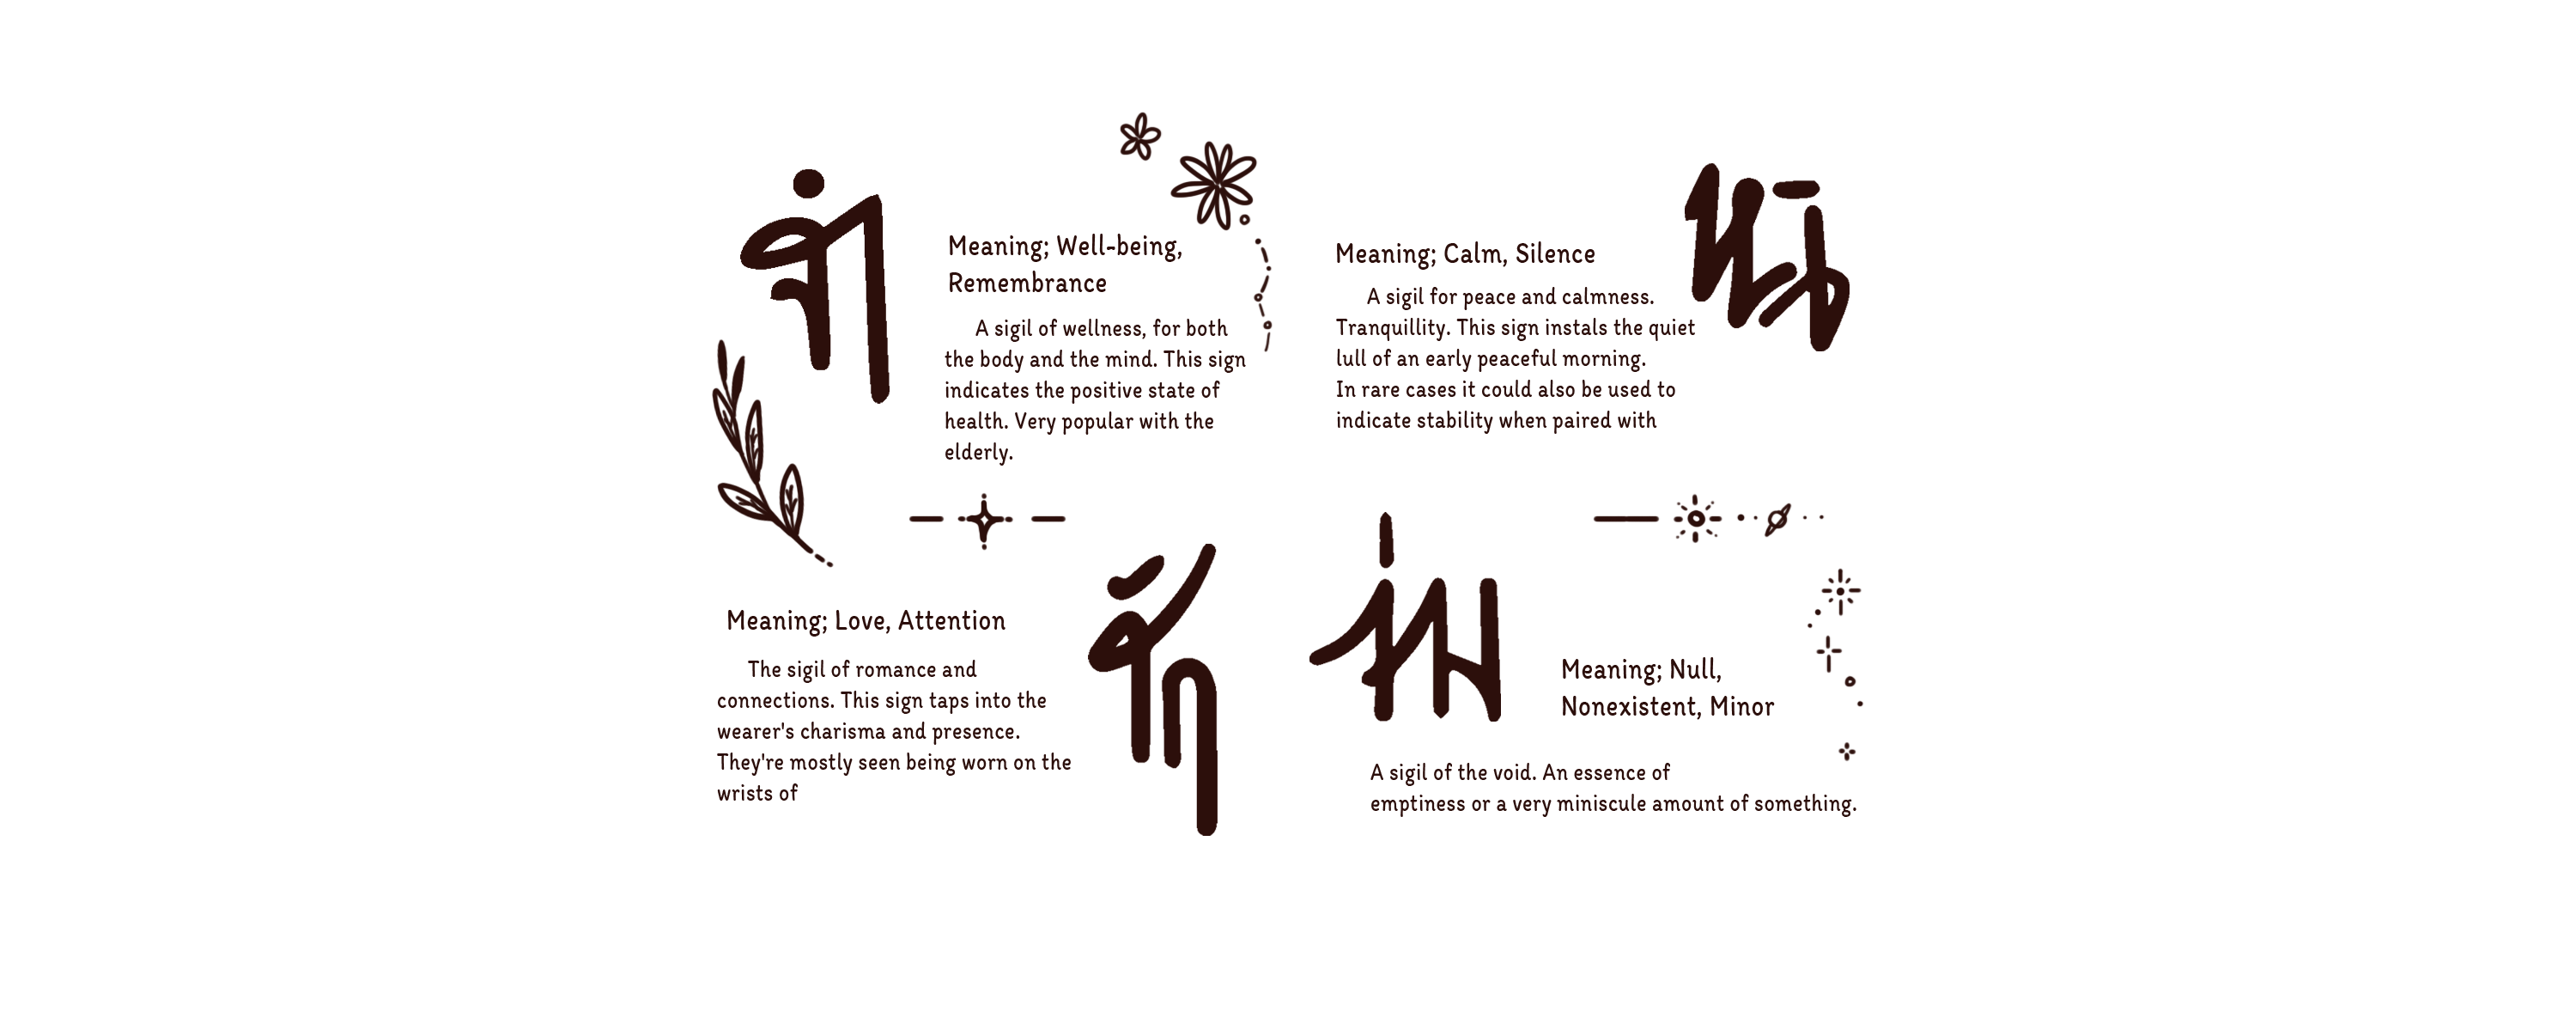 Meaning; Well-being,
Remembrance
A sigil of wellness, for both
the body and the mind. This sign
indicates the positive state of
health. Very popular with the
elderly.
Meaning; Calm, Silence
A sigil for peace and calmness.
Tranquillity. This sign instals the quiet
lull of an early peaceful morning.
In rare cases it could also be used to
indicate stability when paired with
Meaning; Love, Attention
The sigil of romance and
connections. This sign taps into the
wearer's charisma and presence.
They're mostly seen being worn on the
wrists of
Meaning; Null,
Nonexistent, Minor
A sigil of the void. An essence of
emptiness or a very miniscule amount of something.